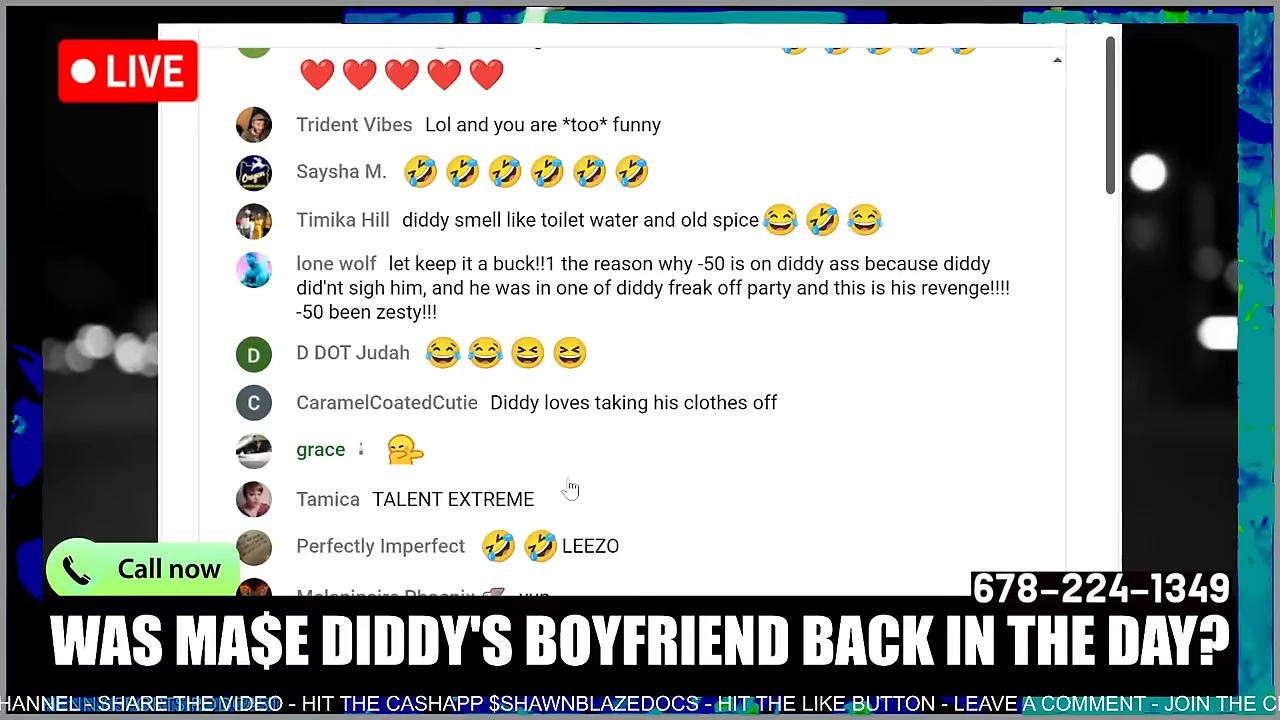 LIVE
Trident Vibes Lol and you are *too* funny
Saysha M.
Timika Hill diddy smell like toilet water and old spice
lone wolf let keep it a buck!!1 the reason why -50 is on diddy ass because diddy
did'nt sigh him, and he was in one of diddy freak off party and this is his revenge!!!!
-50 been zesty!!!
D D DOT Judah
C CaramelCoatedCutie Diddy loves taking his clothes off
grace
Tamica TALENT EXTREME
Perfectly Imperfect LEEZO
Call now
678-224-1349
WAS MA$E DIDDY'S BOYFRIEND BACK IN THE DAY?
HANNEL - SHARE THE VIDEO - HIT THE CASHAPP $SHAWNBLAZEDOCS - HIT THE LIKE BUTTON - LEAVE A COMMENT - JOIN THE C